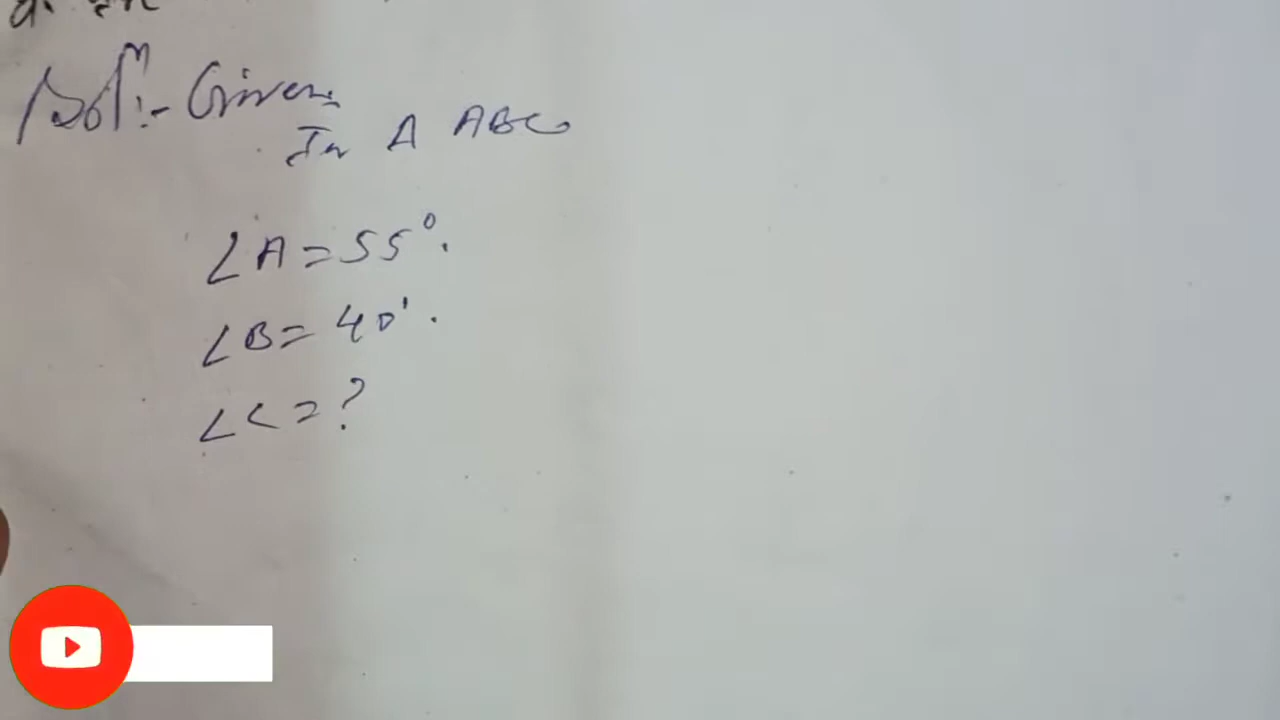 Solⁿ:- Given:
In Δ ABC
∠A = 55°.
∠B = 40°.
∠C = ?